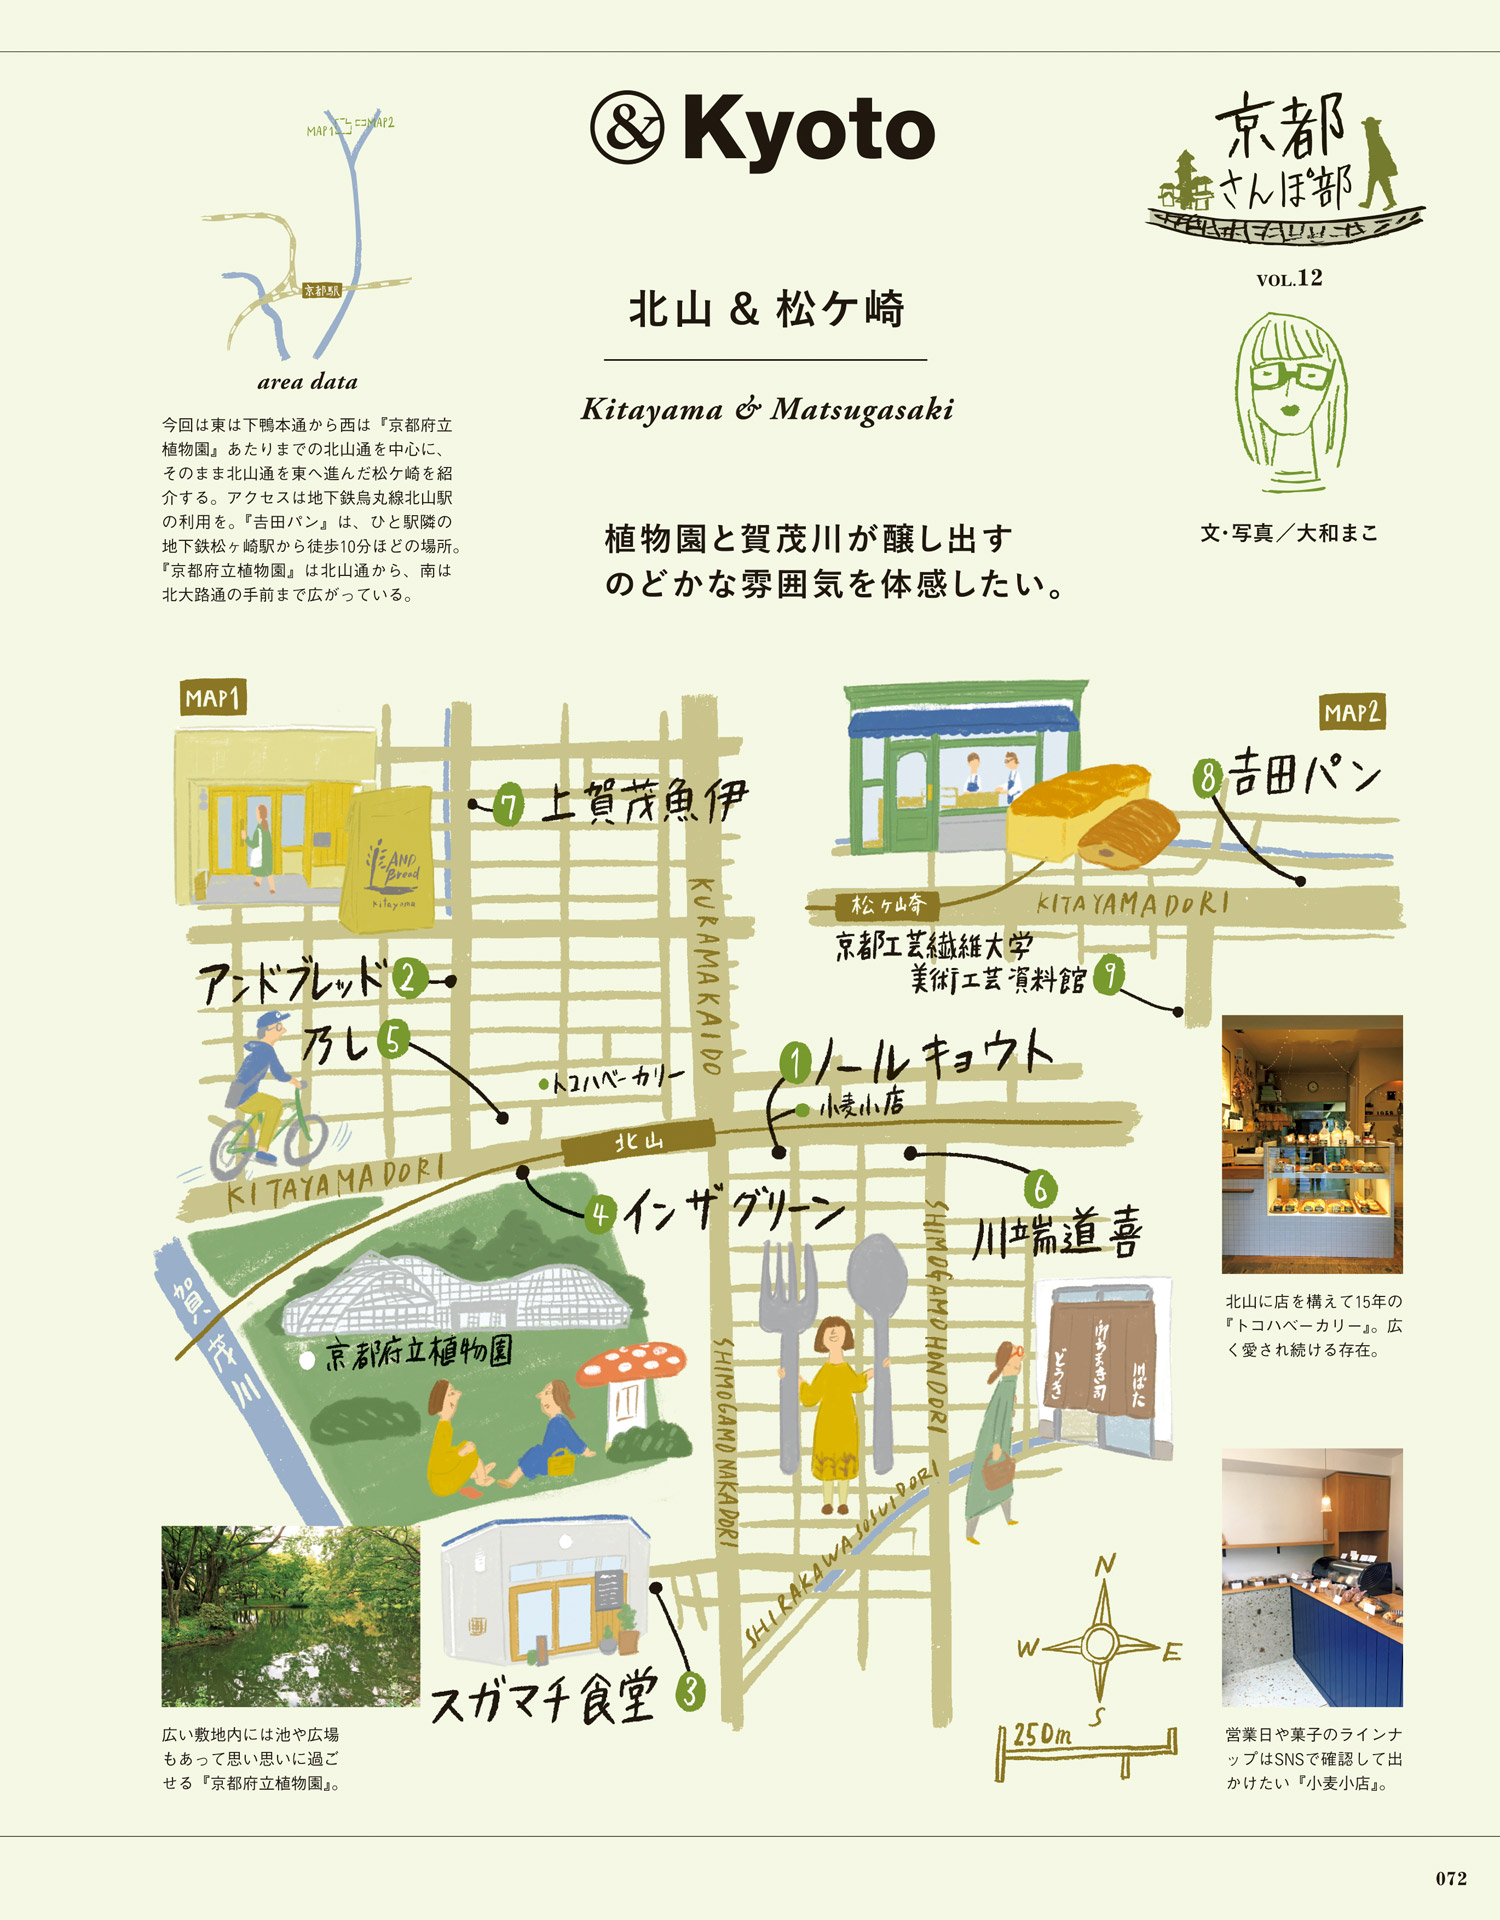 & Kyoto
京都
さんぽ部
VOL.12
文・写真／大和まこ
北山 & 松ケ崎
Kitayama & Matsugasaki
植物園と賀茂川が醸し出す
のどかな雰囲気を体感したい。
MAP1
MAP2
京都駅
area data
今回は東は下鴨本通から西は『京都府立
植物園』あたりまでの北山通を中心に、
そのまま北山通を東へ進んだ松ケ崎を紹
介する。アクセスは地下鉄烏丸線北山駅
の利用を。『吉田パン』は、ひと駅隣の
地下鉄松ヶ崎駅から徒歩10分ほどの場所。
『京都府立植物園』は北山通から、南は
北大路通の手前まで広がっている。
MAP1
7 上賀茂魚伊
AND
Bread
Kitayama
KURAMAKAIDO
アンドブレッド 2
乃し 5
トコハベーカリー
1 ノールキョウト
小麦小店
北山
KITAYAMADORI
4 インザグリーン
6
川端道喜
賀茂川
京都府立植物園
SHIMOGAMO NAKADORI
SHIMOGAMO HONDORI
SHIRAKAWA SOSUIDORI
御ちまき司
川ばた
どうき
スガマチ食堂 3
N
W
E
S
250m
MAP2
8 吉田パン
松ヶ崎
KITAYAMADORI
京都工芸繊維大学
美術工芸資料館 9
北山に店を構えて15年の
『トコハベーカリー』。広
く愛され続ける存在。
広い敷地内には池や広場
もあって思い思いに過ご
せる『京都府立植物園』。
営業日や菓子のラインナ
ップはSNSで確認して出
かけたい『小麦小店』。
072